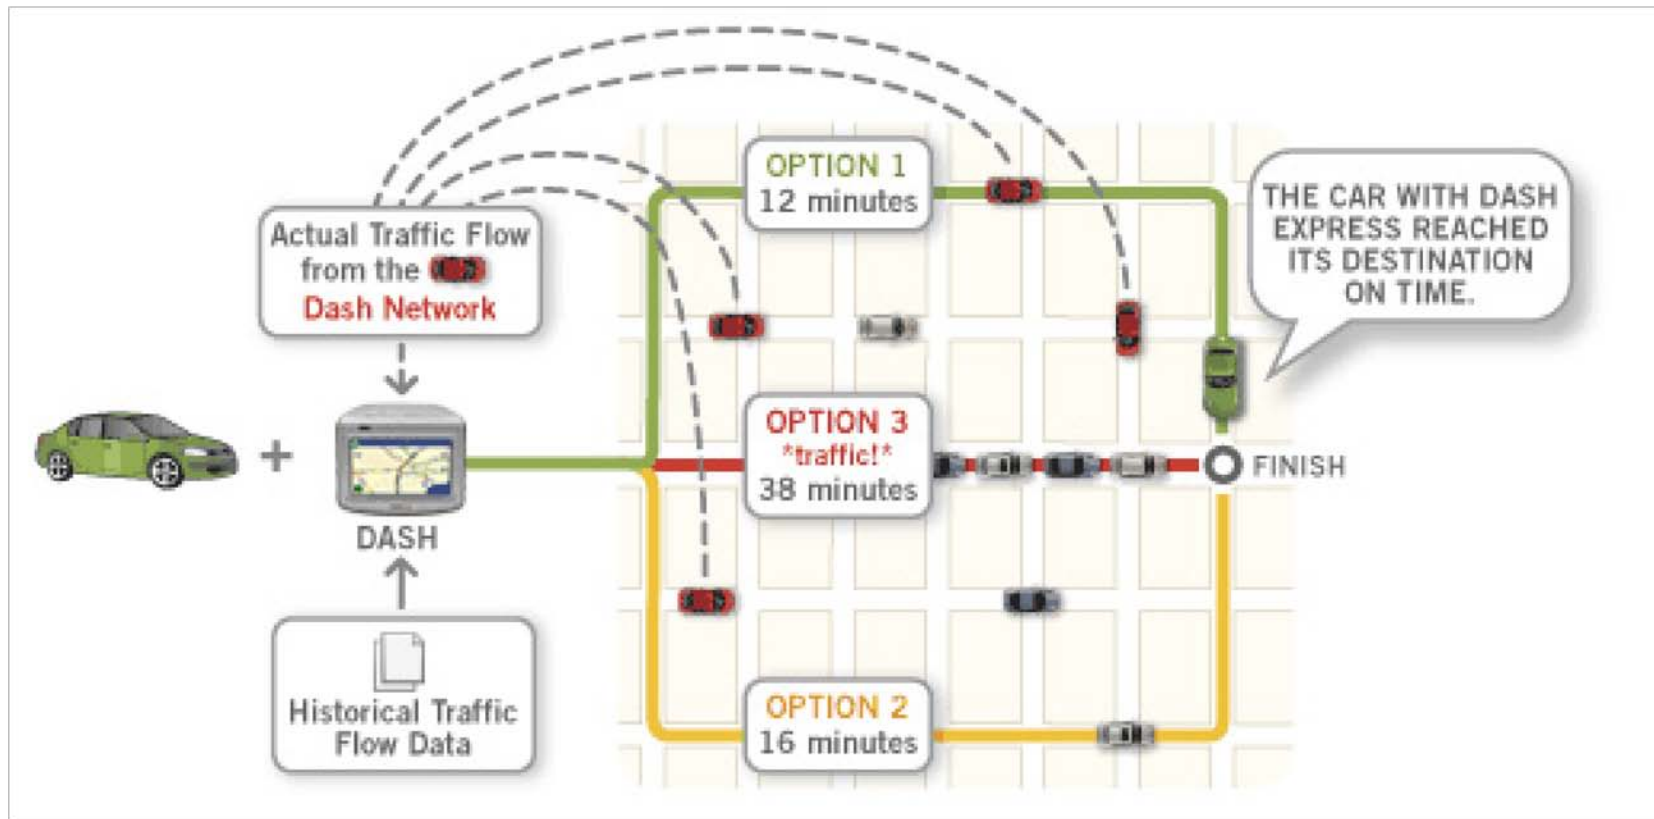 Actual Traffic Flow
from the
Dash Network
DASH
Historical Traffic
Flow Data
OPTION 1
12 minutes
OPTION 3
*traffic!*
38 minutes
OPTION 2
16 minutes
THE CAR WITH DASH
EXPRESS REACHED
ITS DESTINATION
ON TIME.
FINISH